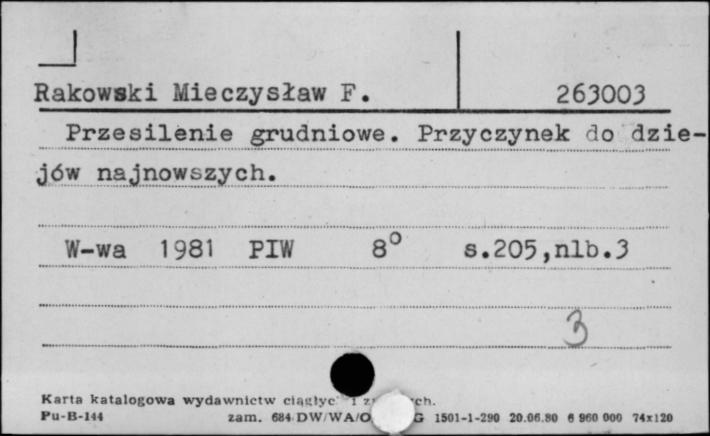 Rakowski Mieczysław F. 263003
Przesilenie grudniowe. Przyczynek do dzie-
jów najnowszych.
W-wa 1981 PIW 8° s.205,nlb.3
3
Karta katalogowa wydawnictw
Pu-B-144 zam. 684 DW/WA/O G 1501-1-290 20.06.80 6 960 000 74x120